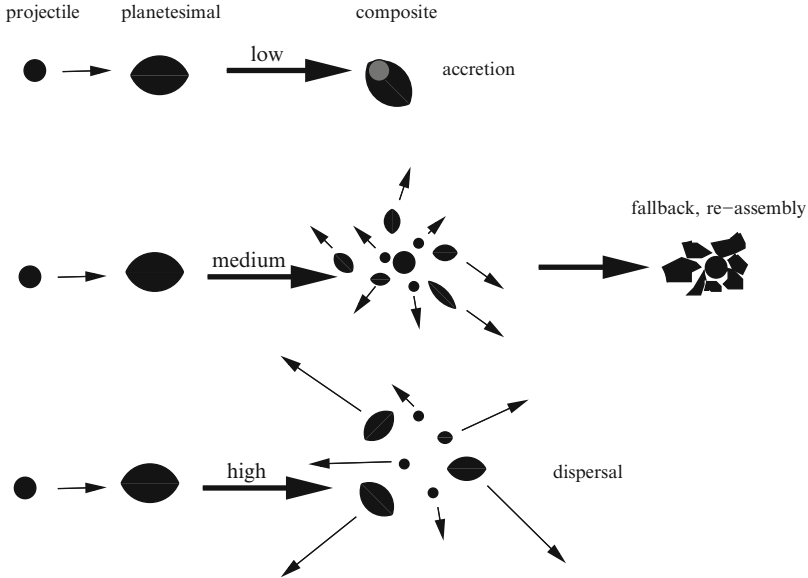 projectile planetesimal composite
low
accretion
fallback, re−assembly
medium
high
dispersal